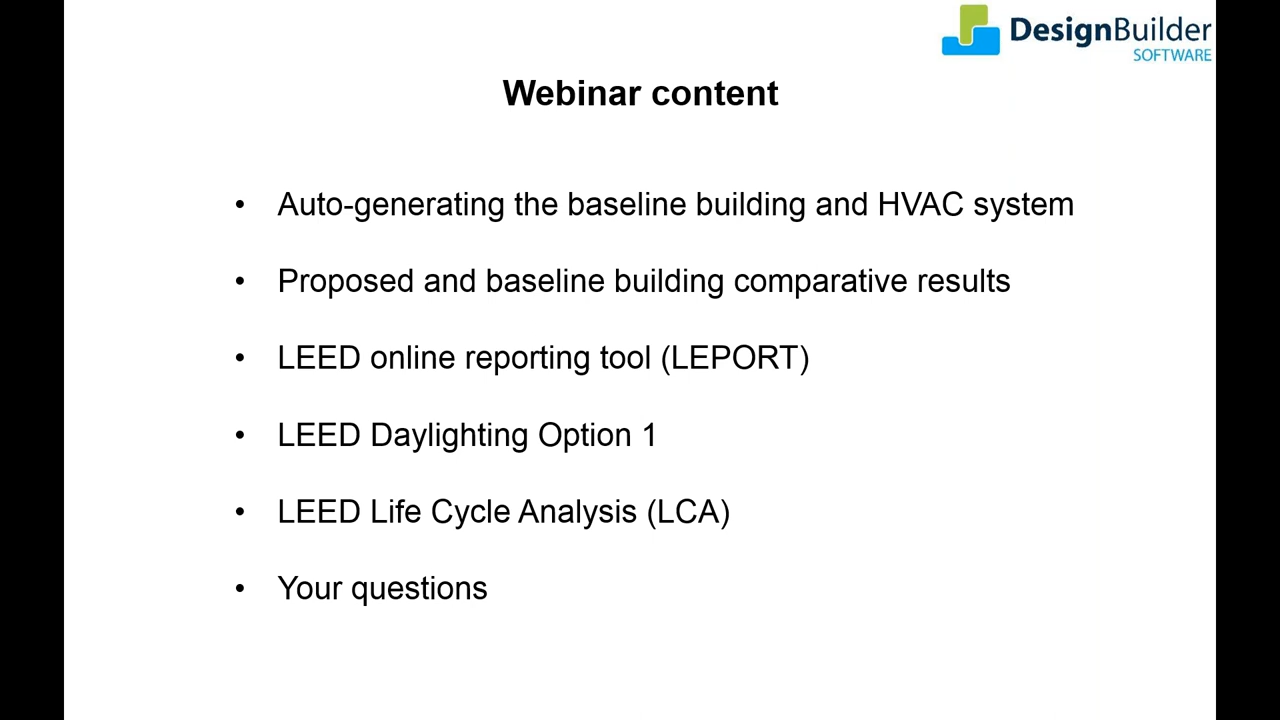 DesignBuilder
SOFTWARE
Webinar content
• Auto-generating the baseline building and HVAC system
• Proposed and baseline building comparative results
• LEED online reporting tool (LEPORT)
• LEED Daylighting Option 1
• LEED Life Cycle Analysis (LCA)
• Your questions